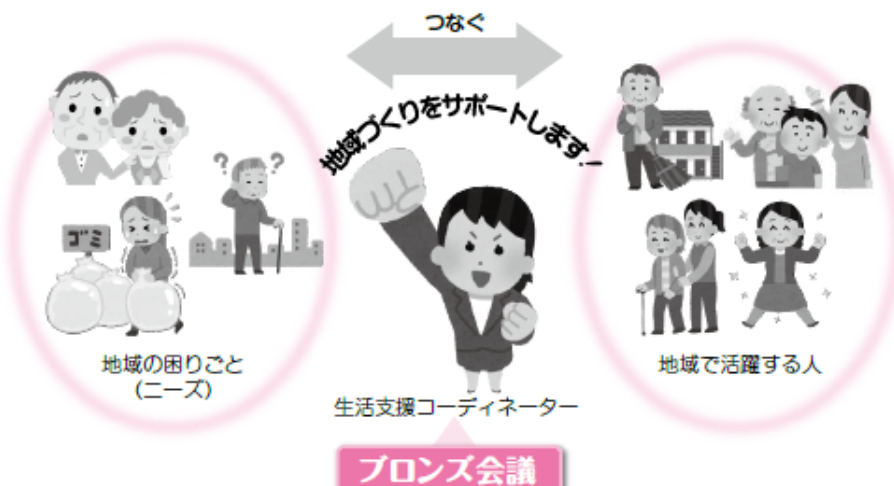 つなぐ
地域づくりをサポートします!
? ?
ゴミ
地域の困りごと
(ニーズ)
生活支援コーディネーター
地域で活躍する人
ブロンズ会議